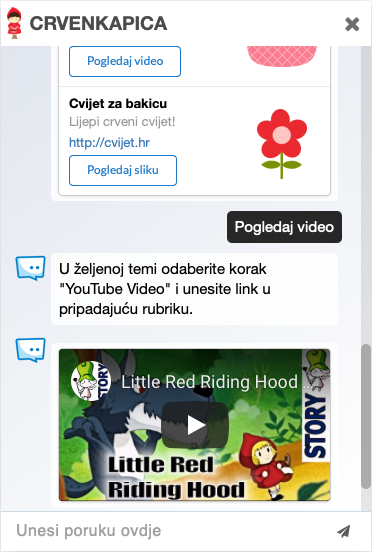 CRVENKAPICA
Pogledaj video
Cvijet za bakicu
Lijepi crveni cvijet!
http://cvijet.hr
Pogledaj sliku
Pogledaj video
U željenoj temi odaberite korak
"YouTube Video" i unesite link u
pripadajuću rubriku.
STORY
Little Red Riding Hood ...
STORY
Little Red
Riding Hood
Unesi poruku ovdje